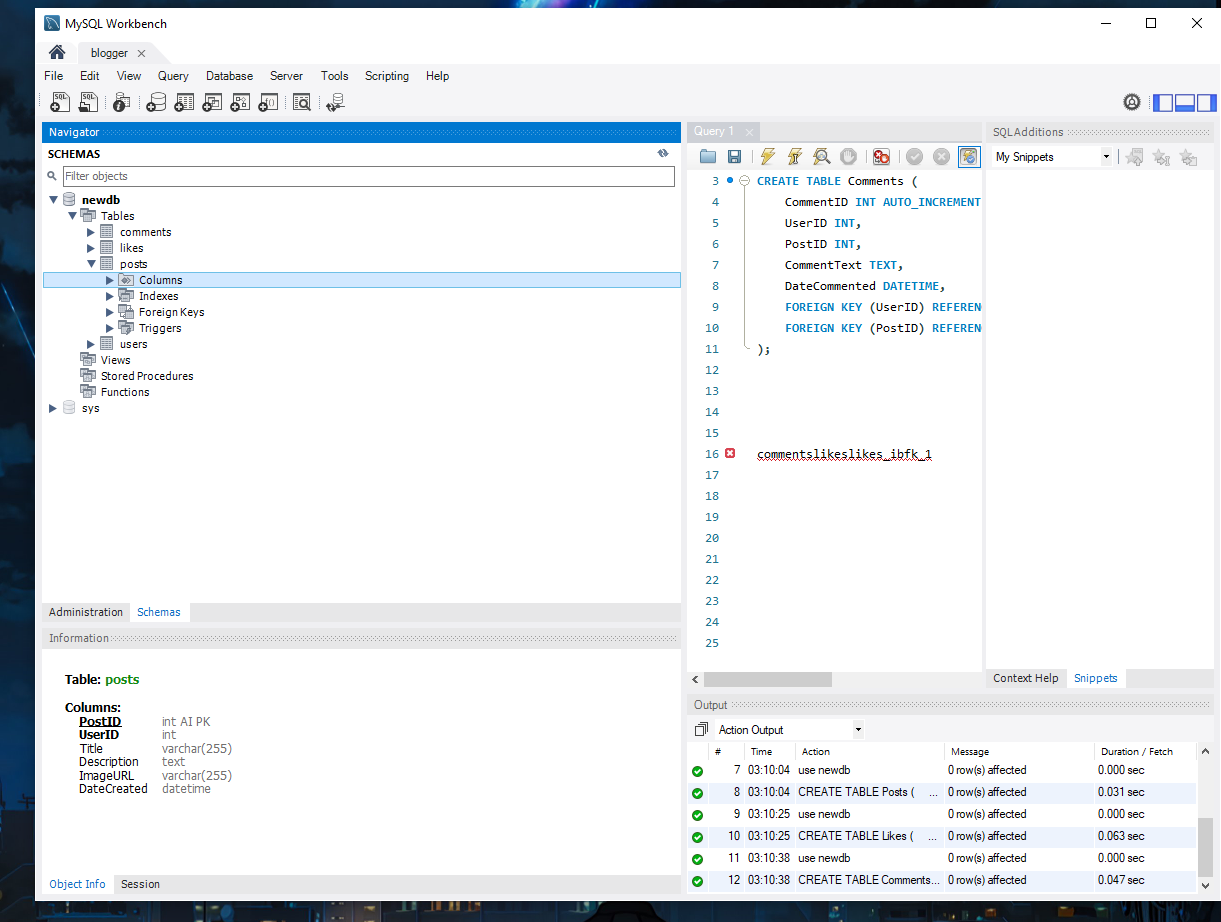 MySQL Workbench
blogger
File Edit View Query Database Server Tools Scripting Help
Navigator
SCHEMAS
Filter objects
newdb
Tables
comments
likes
posts
Columns
Indexes
Foreign Keys
Triggers
users
Views
Stored Procedures
Functions
sys
Administration Schemas
Information
Table: posts
Columns:
PostID int AI PK
UserID int
Title varchar(255)
Description text
ImageURL varchar(255)
DateCreated datetime
Object Info Session
Query 1
3 CREATE TABLE Comments (
4 CommentID INT AUTO_INCREMENT
5 UserID INT,
6 PostID INT,
7 CommentText TEXT,
8 DateCommented DATETIME,
9 FOREIGN KEY (UserID) REFEREN
10 FOREIGN KEY (PostID) REFEREN
11 );
12
13
14
15
16 commentslikeslikes_ibfk_1
17
18
19
20
21
22
23
24
25
SQLAdditions
My Snippets
Context Help Snippets
Output
Action Output
# Time Action Message Duration / Fetch
7 03:10:04 use newdb 0 row(s) affected 0.000 sec
8 03:10:04 CREATE TABLE Posts ( ... 0 row(s) affected 0.031 sec
9 03:10:25 use newdb 0 row(s) affected 0.000 sec
10 03:10:25 CREATE TABLE Likes ( ... 0 row(s) affected 0.063 sec
11 03:10:38 use newdb 0 row(s) affected 0.000 sec
12 03:10:38 CREATE TABLE Comments... 0 row(s) affected 0.047 sec